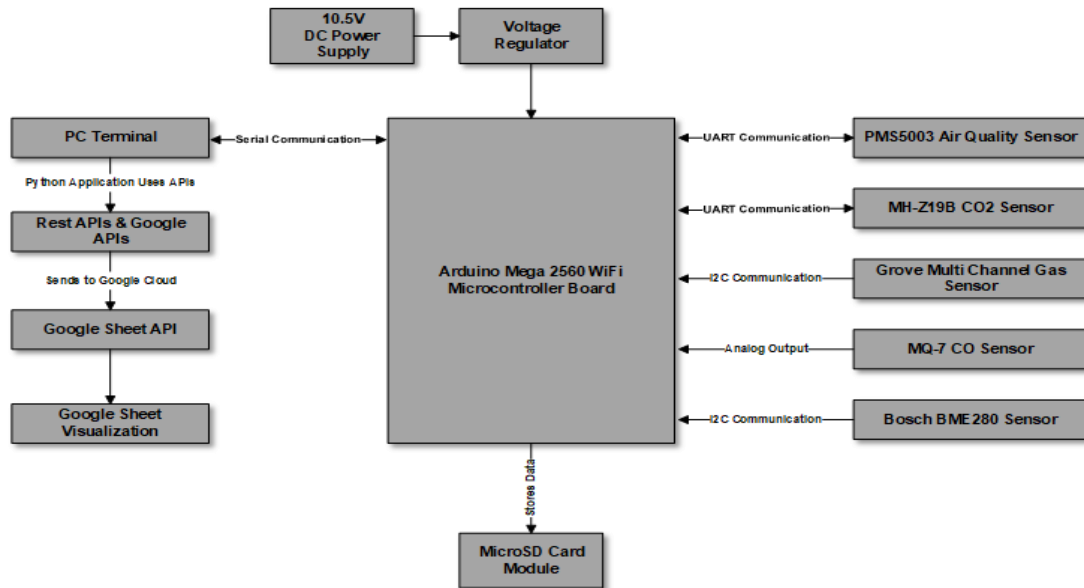 10.5V
DC Power
Supply
Voltage
Regulator
PC Terminal
Serial Communication
UART Communication
PMS5003 Air Quality Sensor
Python Application Uses APIs
UART Communication
MH-Z19B CO2 Sensor
Rest APIs & Google
APIs
Arduino Mega 2560 WiFi
Microcontroller Board
I2C Communication
Grove Multi Channel Gas
Sensor
Sends to Google Cloud
Google Sheet API
Analog Output
MQ-7 CO Sensor
Google Sheet
Visualization
I2C Communication
Bosch BME280 Sensor
Stores Data
MicroSD Card
Module